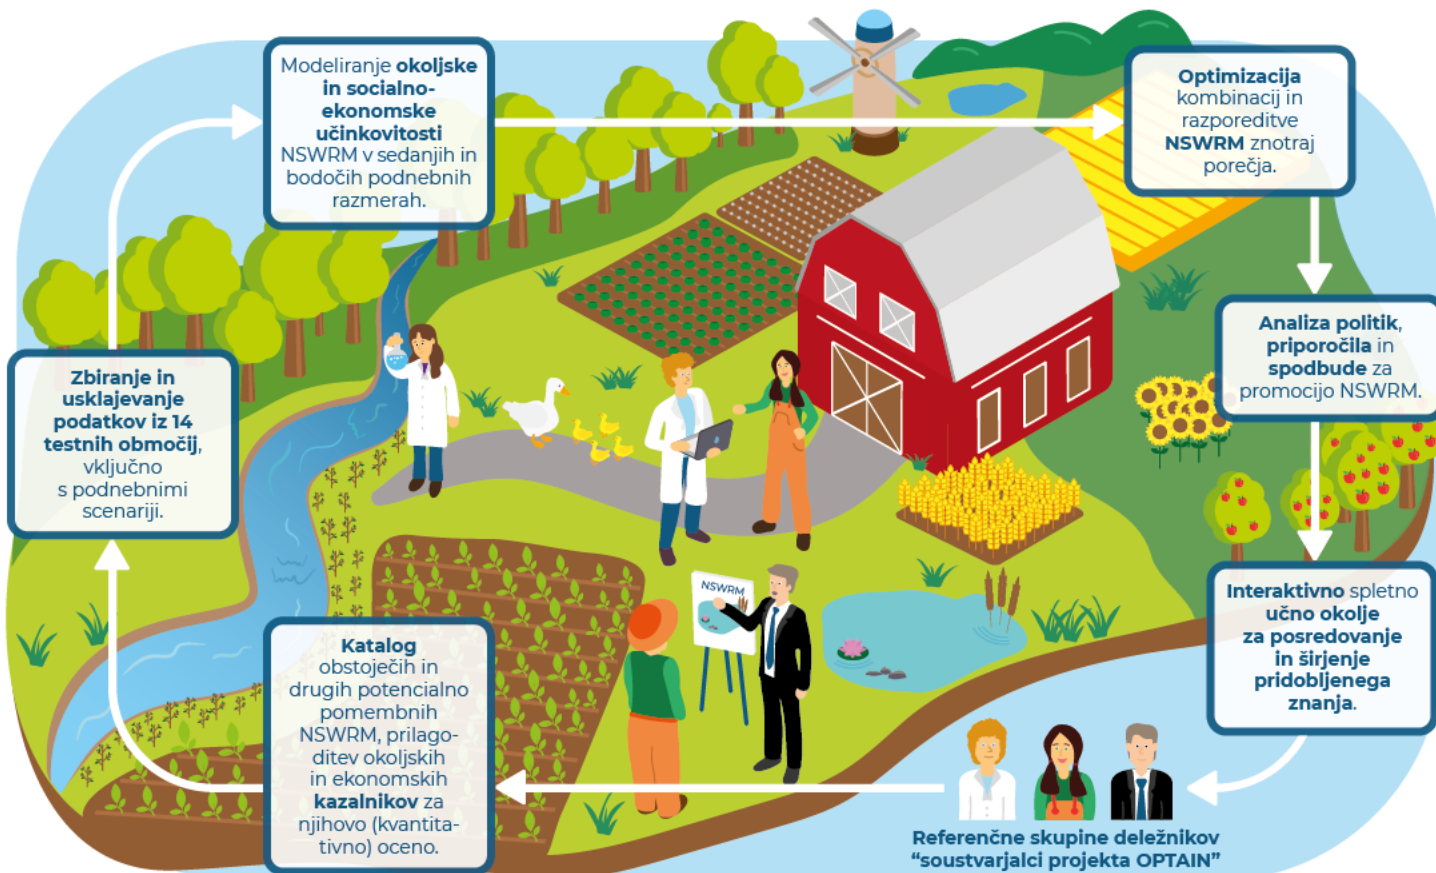 Modeliranje okoljske
in socialno-
ekonomske
učinkovitosti
NSWRM v sedanjih in
bodočih podnebnih
razmerah.
Optimizacija
kombinacij in
razporeditve
NSWRM znotraj
porečja.
Analiza politik,
priporočila in
spodbude za
promocijo NSWRM.
Zbiranje in
usklajevanje
podatkov iz 14
testnih območij,
vključno
s podnebnimi
scenariji.
Interaktivno spletno
učno okolje
za posredovanje
in širjenje
pridobljenega
znanja.
NSWRM
Katalog
obstoječih in
drugih potencialno
pomembnih
NSWRM, prilago-
ditev okoljskih
in ekonomskih
kazalnikov za
njihovo (kvantita-
tivno) oceno.
Referenčne skupine deležnikov
“soustvarjalci projekta OPTAIN”